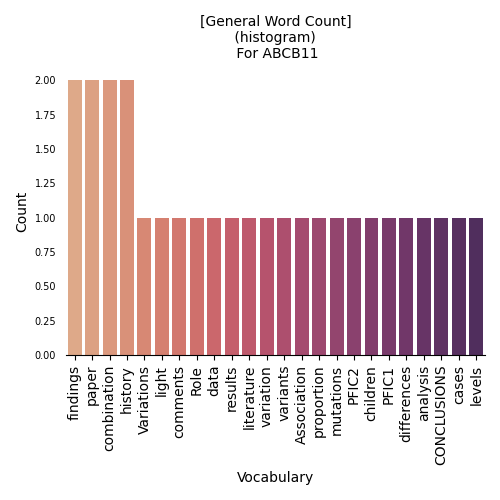 [General Word Count]
(histogram)
For ABCB11
Count
2.00
1.75
1.50
1.25
1.00
0.75
0.50
0.25
0.00
findings
paper
combination
history
Variations
light
comments
Role
data
results
literature
variation
variants
Association
proportion
mutations
PFIC2
children
PFIC1
differences
analysis
CONCLUSIONS
cases
levels
Vocabulary